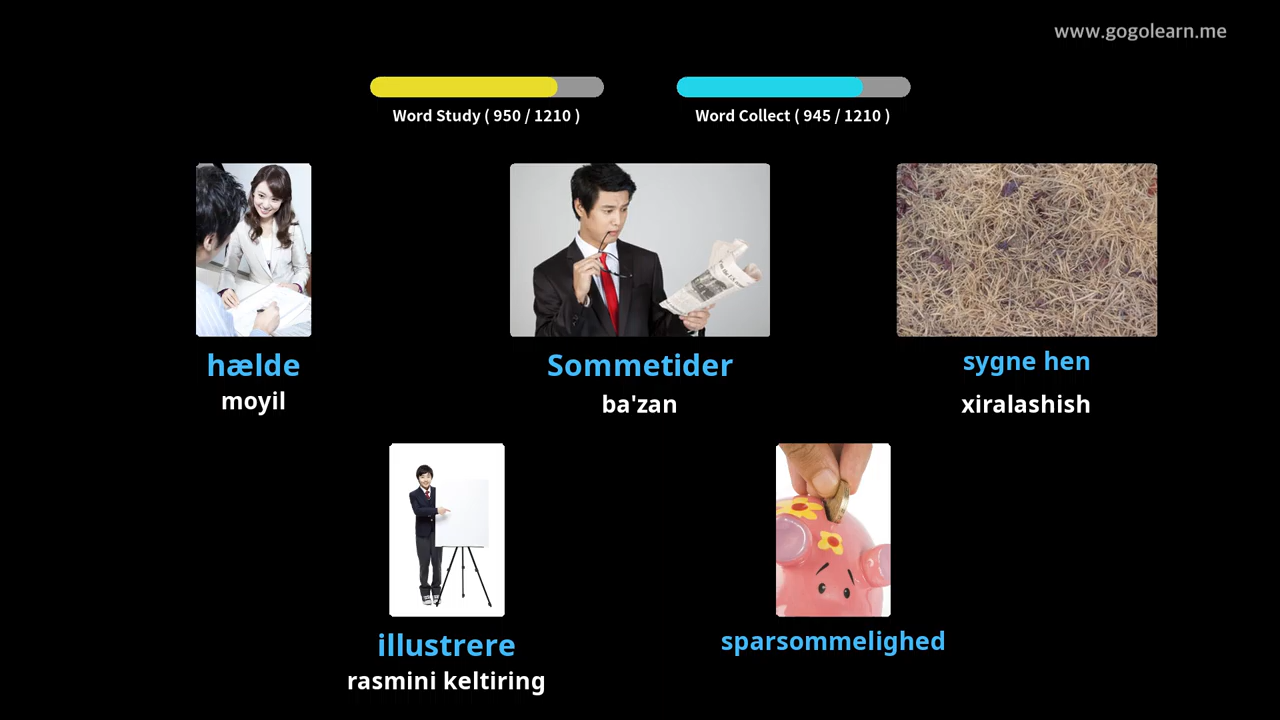 www.gogolearn.me
Word Study ( 950 / 1210 )
Word Collect ( 945 / 1210 )
hælde
moyil
Sommetider
ba'zan
sygne hen
xiralashish
illustrere
rasmini keltiring
sparsommelighed